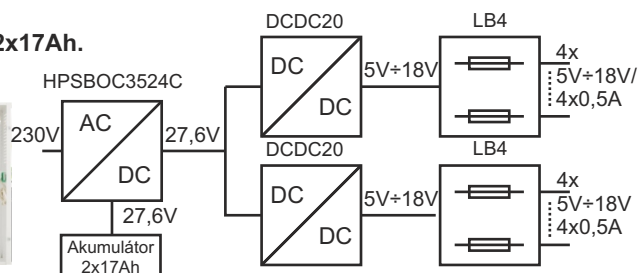 2x17Ah.
HPSBOC3524C
230V
AC
DC
27,6V
27,6V
Akumulátor
2x17Ah
DCDC20
DC
DC
5V÷18V
LB4
4x
5V÷18V/
4x0,5A
DCDC20
DC
DC
5V÷18V
LB4
4x
5V÷18V
4x0,5A